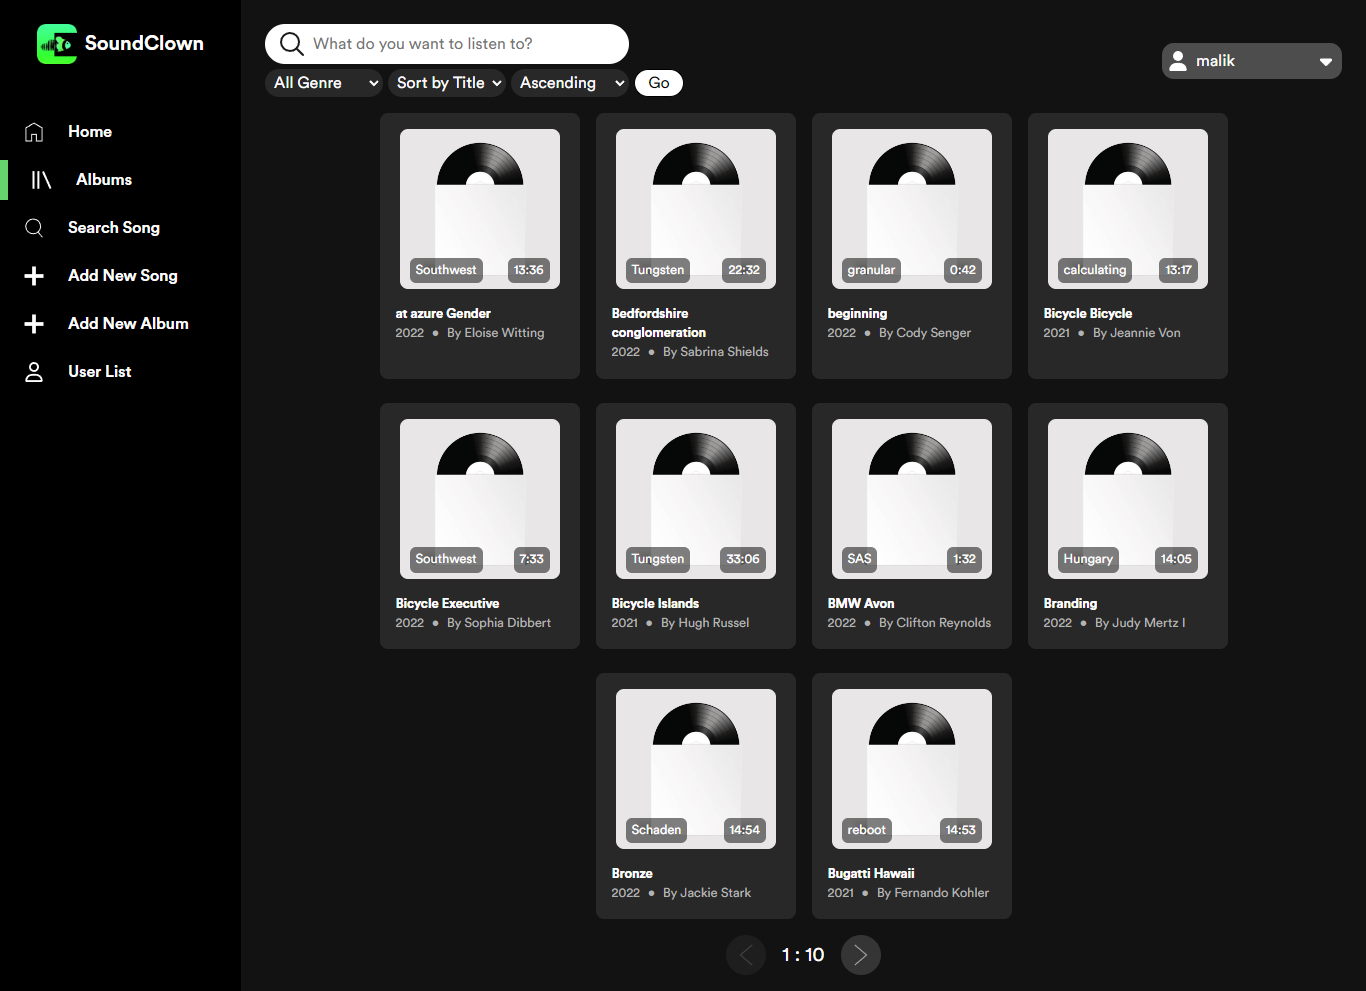 SoundClown
Home
Albums
Search Song
Add New Song
Add New Album
User List
What do you want to listen to?
malik
All Genre Sort by Title Ascending Go
Southwest 13:36
at azure Gender
2022 • By Eloise Witting
Tungsten 22:32
Bedfordshire
conglomeration
2022 • By Sabrina Shields
granular 0:42
beginning
2022 • By Cody Senger
calculating 13:17
Bicycle Bicycle
2021 • By Jeannie Von
Southwest 7:33
Bicycle Executive
2022 • By Sophia Dibbert
Tungsten 33:06
Bicycle Islands
2021 • By Hugh Russel
SAS 1:32
BMW Avon
2022 • By Clifton Reynolds
Hungary 14:05
Branding
2022 • By Judy Mertz I
Schaden 14:54
Bronze
2022 • By Jackie Stark
reboot 14:53
Bugatti Hawaii
2021 • By Fernando Kohler
1 : 10